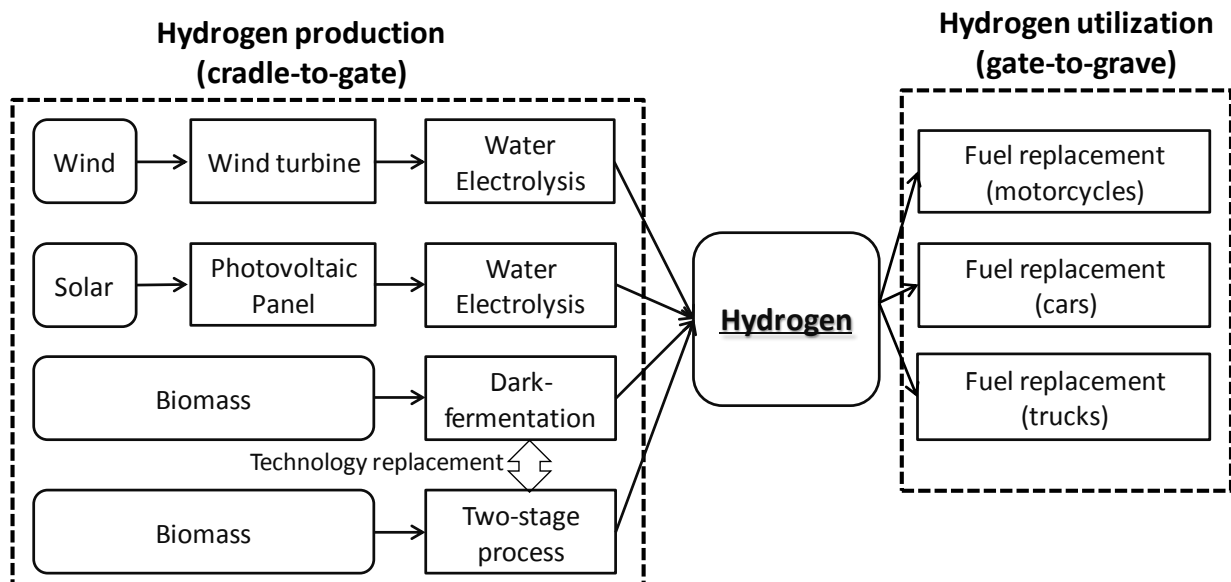 Hydrogen production
(cradle-to-gate)
Hydrogen utilization
(gate-to-grave)
Wind
Wind turbine
Water
Electrolysis
Solar
Photovoltaic
Panel
Water
Electrolysis
Biomass
Dark-
fermentation
Technology replacement
Biomass
Two-stage
process
Hydrogen
Fuel replacement
(motorcycles)
Fuel replacement
(cars)
Fuel replacement
(trucks)